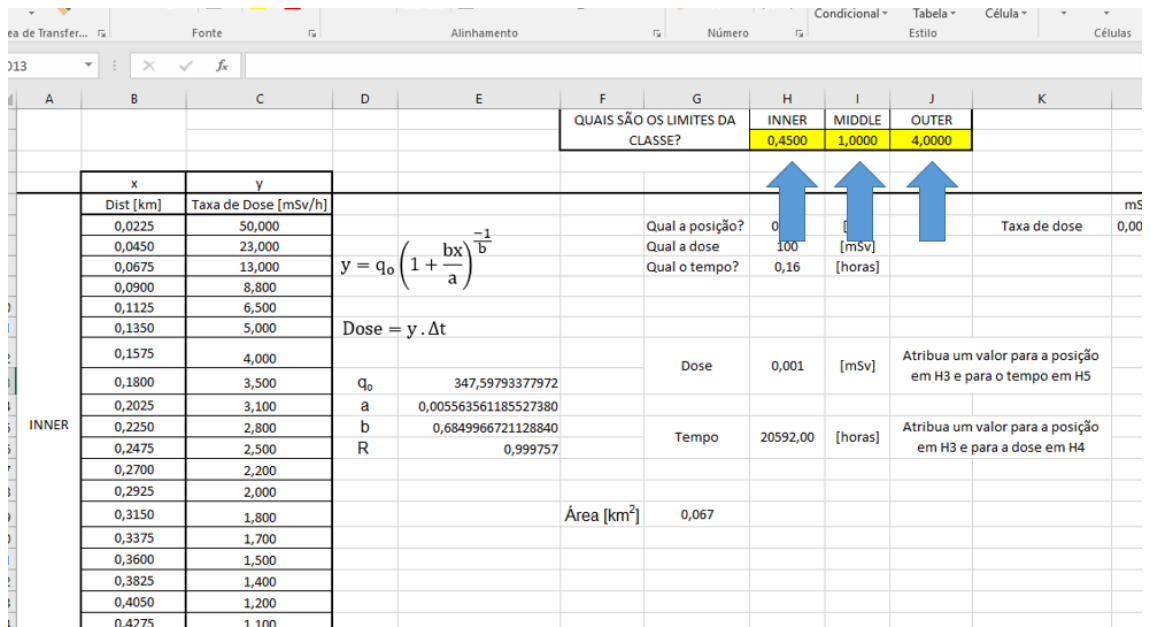 Condicional Tabela Célula
ea de Transfer... Fonte Alinhamento Número Estilo Células
13 fx
A B C D E F G H I J K
QUAIS SÃO OS LIMITES DA CLASSE? INNER MIDDLE OUTER
0,4500 1,0000 4,0000
x y
Dist [km] Taxa de Dose [mSv/h]
0,0225 50,000 Qual a posição? Taxa de dose
0,0450 23,000 Qual a dose 100 [mSv]
0,0675 13,000 y = qo(1 + bx/a)^(-1/b) Qual o tempo? 0,16 [horas]
0,0900 8,800
0,1125 6,500
0,1350 5,000 Dose = y . Δt
0,1575 4,000 Dose 0,001 [mSv] Atribua um valor para a posição
0,1800 3,500 qo 347,59793377972 em H3 e para o tempo em H5
0,2025 3,100 a 0,005563561185527380
INNER 0,2250 2,800 b 0,6849966721128840 Tempo 20592,00 [horas] Atribua um valor para a posição
0,2475 2,500 R 0,999757 em H3 e para a dose em H4
0,2700 2,200
0,2925 2,000
0,3150 1,800 Área [km²] 0,067
0,3375 1,700
0,3600 1,500
0,3825 1,400
0,4050 1,200
0,4275 1,100